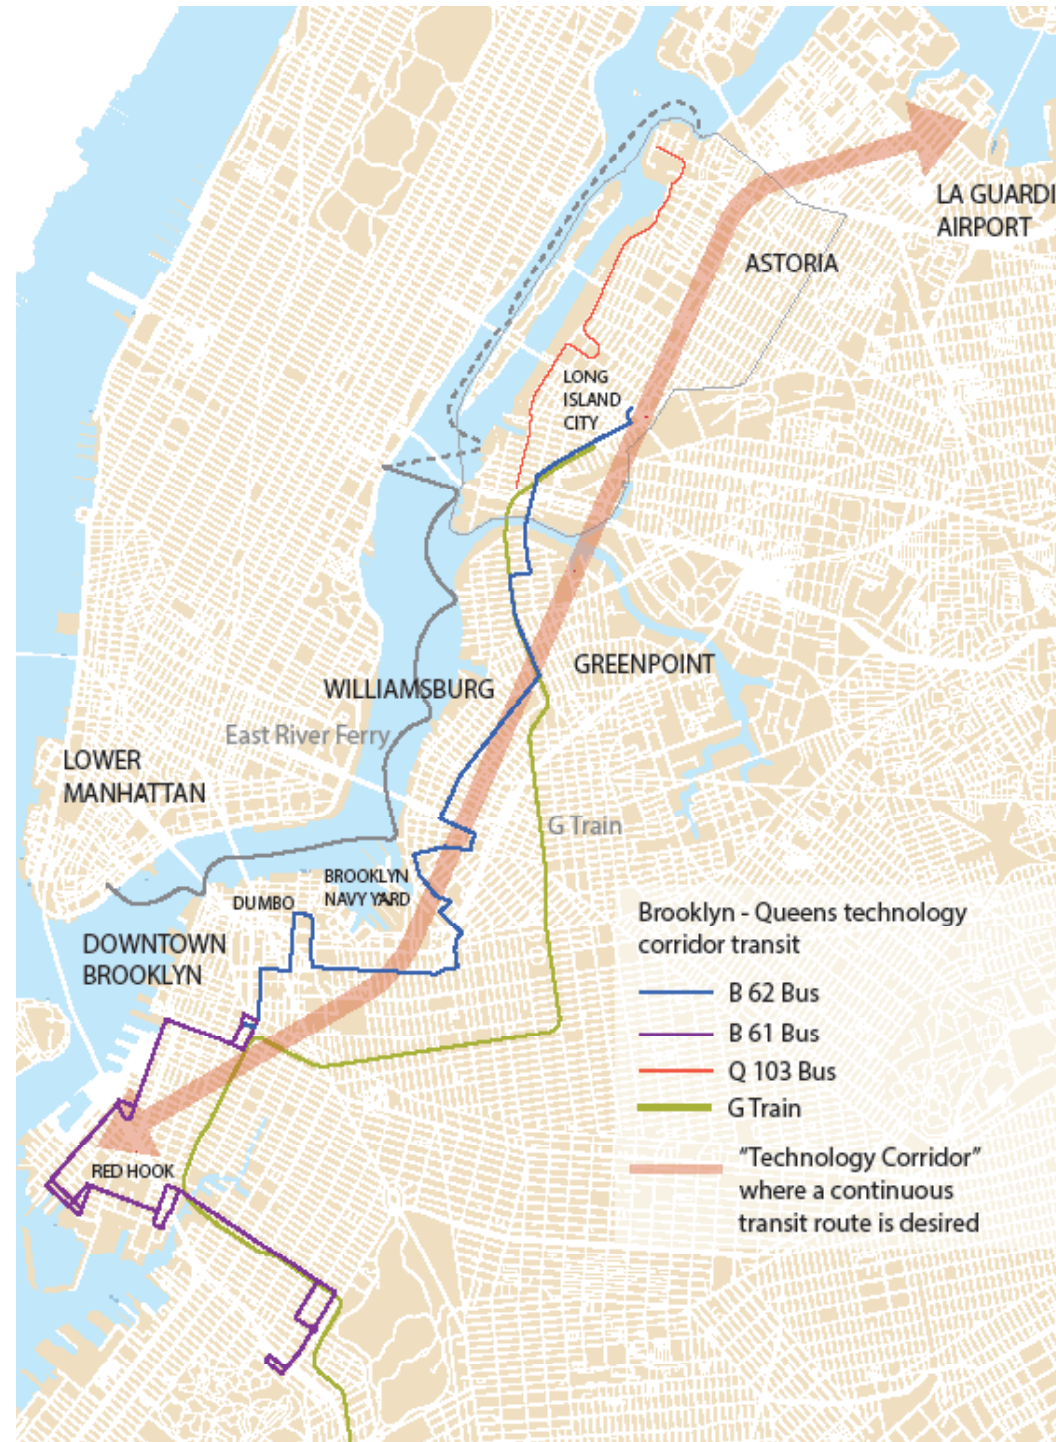 LA GUARDI
AIRPORT
ASTORIA
LONG
ISLAND
CITY
GREENPOINT
WILLIAMSBURG
East River Ferry
LOWER
MANHATTAN
G Train
BROOKLYN
NAVY YARD
DUMBO
DOWNTOWN
BROOKLYN
RED HOOK
Brooklyn - Queens technology
corridor transit
B 62 Bus
B 61 Bus
Q 103 Bus
G Train
"Technology Corridor"
where a continuous
transit route is desired